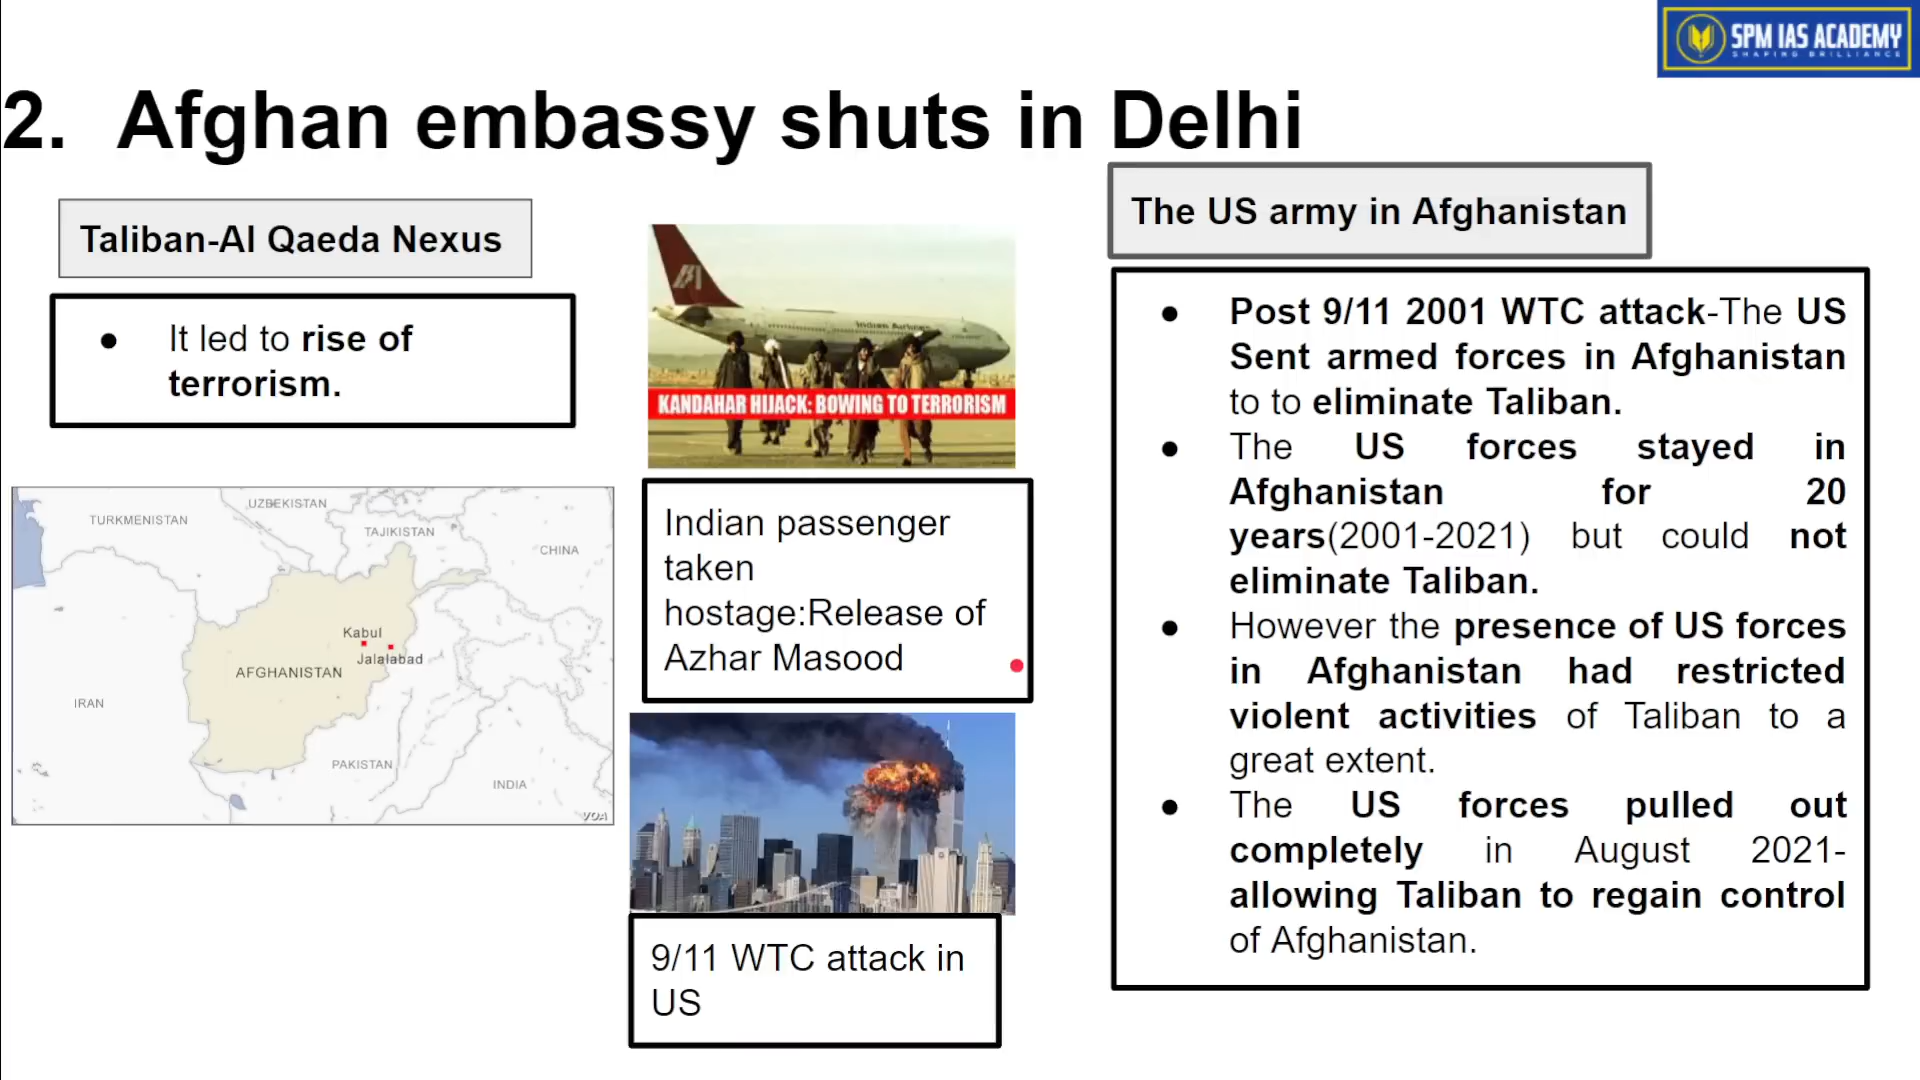 SPM IAS ACADEMY
SHAPING BRILLIANCE
2. Afghan embassy shuts in Delhi
Taliban-Al Qaeda Nexus
● It led to rise of
terrorism.
TURKMENISTAN
UZBEKISTAN
TAJIKISTAN
CHINA
Kabul
Jalalabad
AFGHANISTAN
IRAN
PAKISTAN
INDIA
VOA
Indian Airlines
KANDAHAR HIJACK: BOWING TO TERRORISM
Indian passenger
taken
hostage:Release of
Azhar Masood
9/11 WTC attack in
US
The US army in Afghanistan
● Post 9/11 2001 WTC attack-The US
Sent armed forces in Afghanistan
to to eliminate Taliban.
● The US forces stayed in
Afghanistan for 20
years(2001-2021) but could not
eliminate Taliban.
● However the presence of US forces
in Afghanistan had restricted
violent activities of Taliban to a
great extent.
● The US forces pulled out
completely in August 2021-
allowing Taliban to regain control
of Afghanistan.